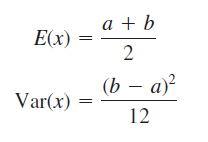 E(x) = (a + b) / 2
Var(x) = (b − a)² / 12